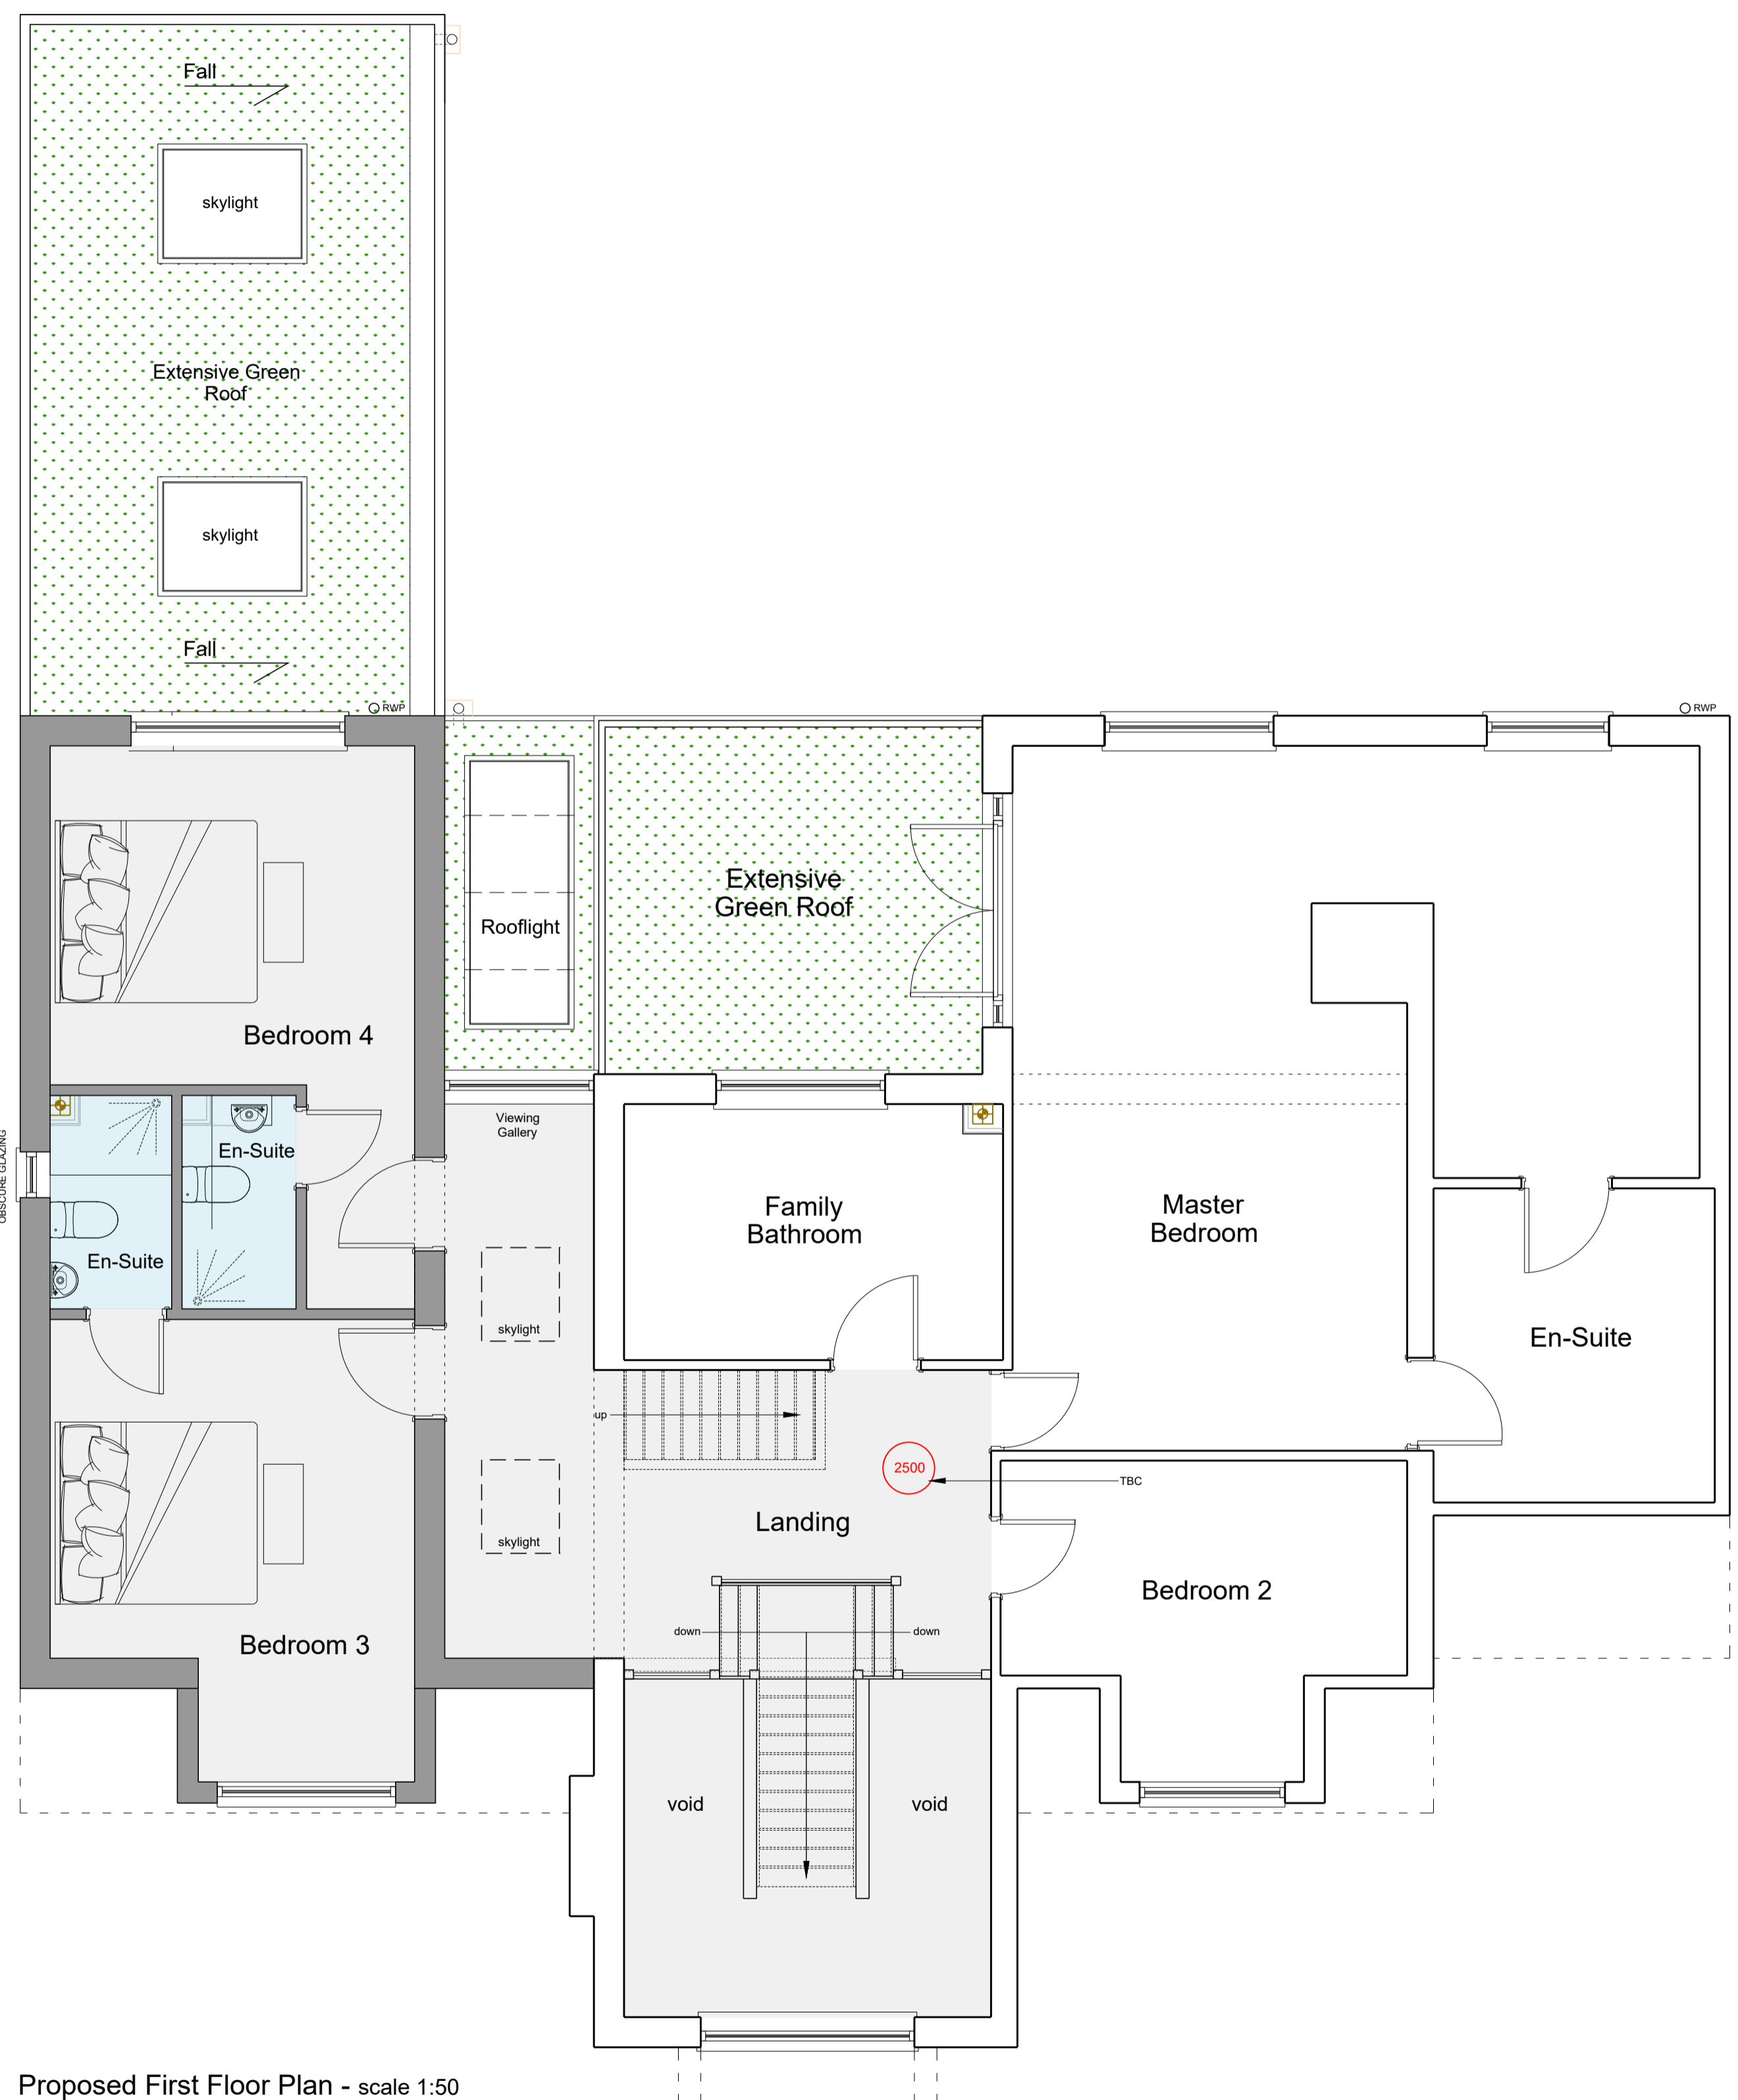 Fall
skylight
Extensive Green
Roof
skylight
Fall
RWP
RWP
Extensive
Green Roof
Rooflight
Bedroom 4
Viewing
Gallery
OBSCURE GLAZING
En-Suite
En-Suite
Family
Bathroom
Master
Bedroom
skylight
En-Suite
up
2500
TBC
Landing
skylight
Bedroom 2
down
down
Bedroom 3
void
void
Proposed First Floor Plan - scale 1:50